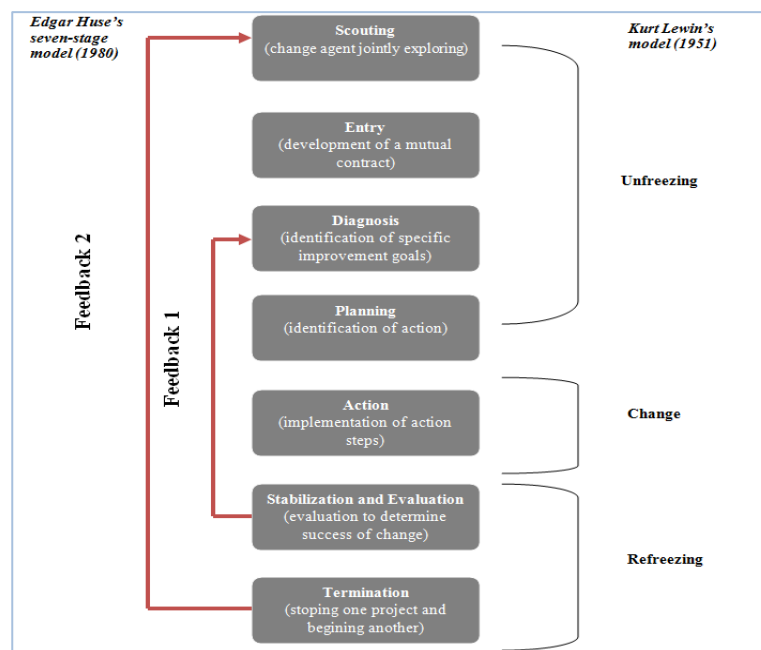 Edgar Huse's
seven-stage
model (1980)
Scouting
(change agent jointly exploring)
Kurt Lewin's
model (1951)
Entry
(development of a mutual
contract)
Unfreezing
Diagnosis
(identification of specific
improvement goals)
Feedback 2
Feedback 1
Planning
(identification of action)
Action
(implementation of action
steps)
Change
Stabilization and Evaluation
(evaluation to determine
success of change)
Refreezing
Termination
(stoping one project and
begining another)